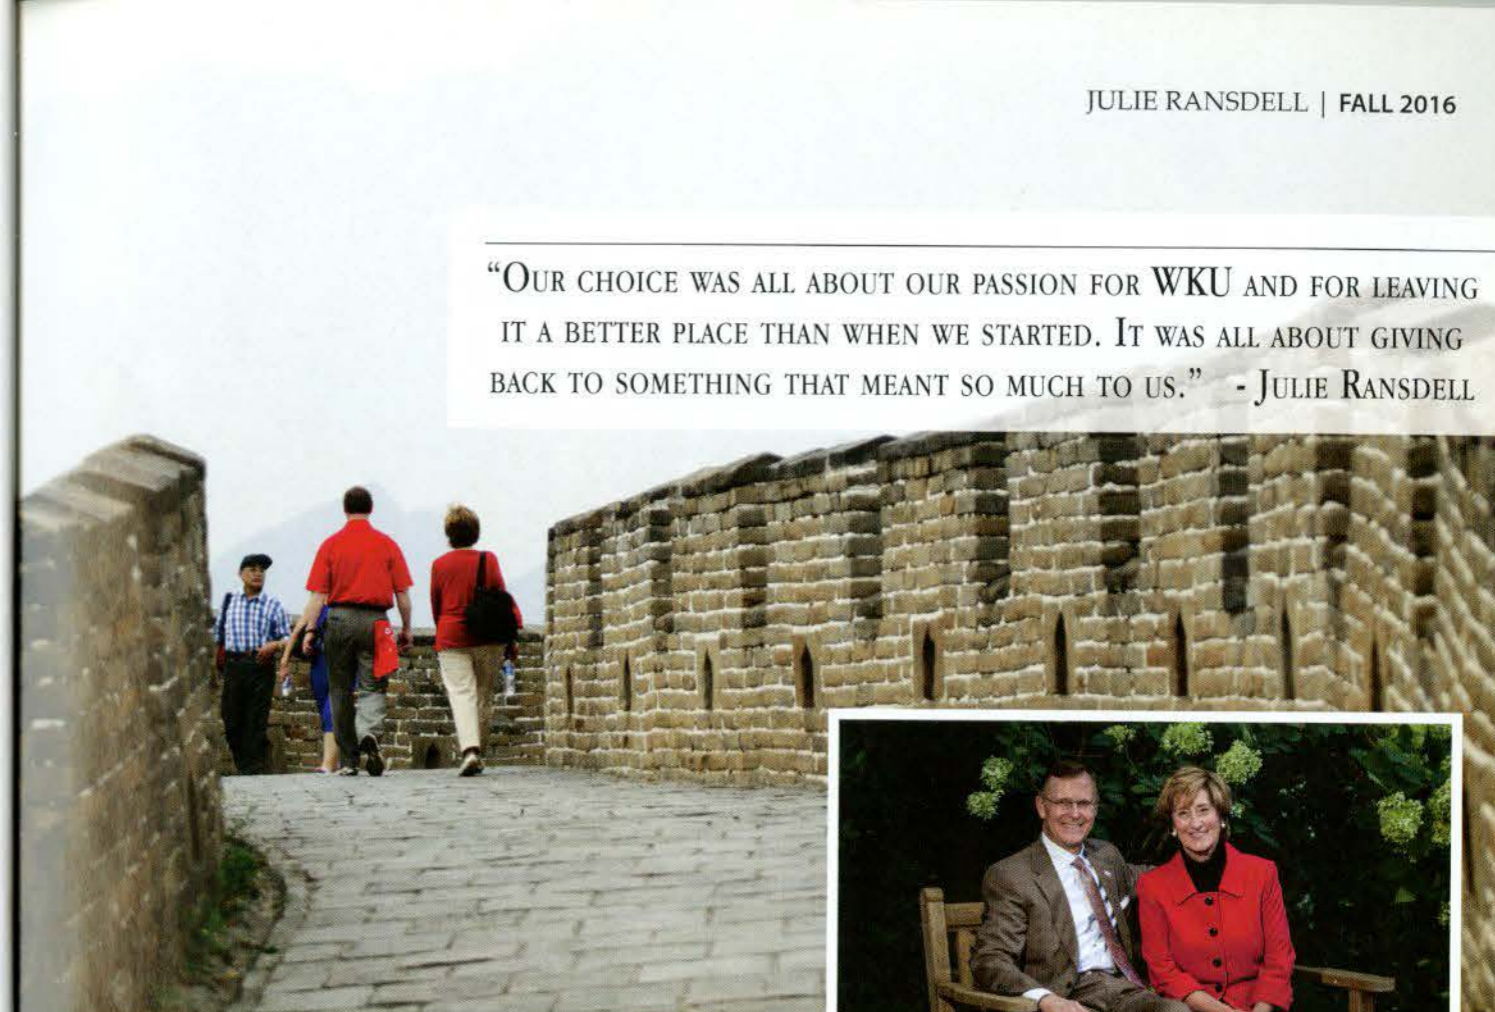 JULIE RANSDELL | FALL 2016
“OUR CHOICE WAS ALL ABOUT OUR PASSION FOR WKU AND FOR LEAVING
IT A BETTER PLACE THAN WHEN WE STARTED. IT WAS ALL ABOUT GIVING
BACK TO SOMETHING THAT MEANT SO MUCH TO US.” - JULIE RANSDELL